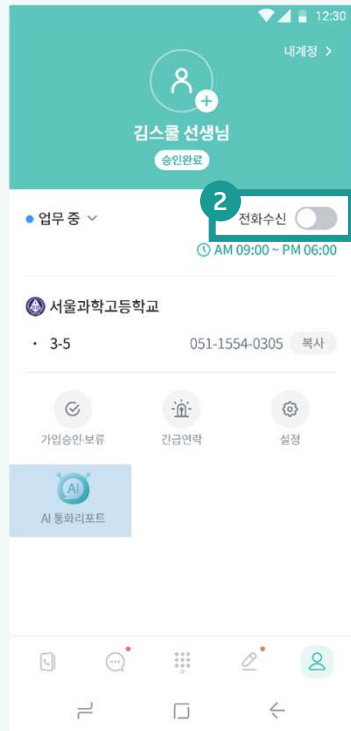 12:30
내계정 >
김스쿨 선생님
승인완료
2
업무 중
전화수신
AM 09:00 ~ PM 06:00
서울과학고등학교
· 3-5 051-1554-0305 복사
가입승인·보류 긴급연락 설정
AI
AI 통화리포트